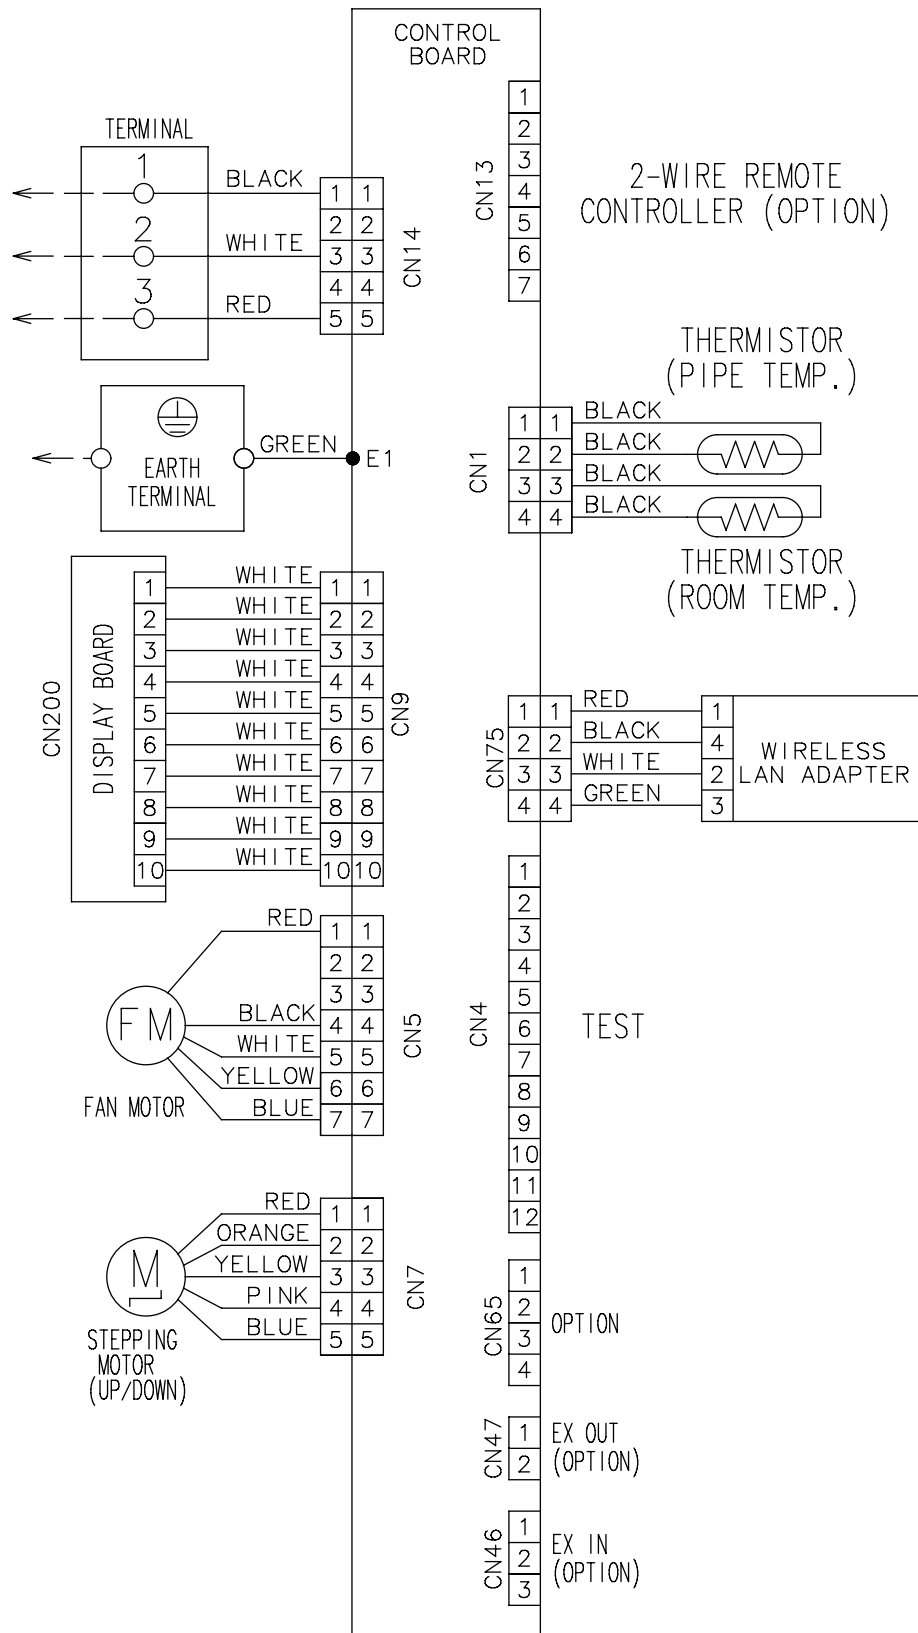 CONTROL
BOARD
TERMINAL
1
BLACK
2
WHITE
3
RED
1 1
2 2
3 3
4 4
5 5
CN14
EARTH
TERMINAL
GREEN
E1
CN200
DISPLAY BOARD
1 WHITE 1 1
2 WHITE 2 2
3 WHITE 3 3
4 WHITE 4 4
5 WHITE 5 5
6 WHITE 6 6
7 WHITE 7 7
8 WHITE 8 8
9 WHITE 9 9
10 WHITE 10 10
CN9
FM
FAN MOTOR
RED 1 1
2 2
3 3
BLACK 4 4
WHITE 5 5
YELLOW 6 6
BLUE 7 7
CN5
M
STEPPING
MOTOR
(UP/DOWN)
RED 1 1
ORANGE 2 2
YELLOW 3 3
PINK 4 4
BLUE 5 5
CN7
CN13
1
2
3
4
5
6
7
2-WIRE REMOTE
CONTROLLER (OPTION)
THERMISTOR
(PIPE TEMP.)
CN1
1 1 BLACK
2 2 BLACK
3 3 BLACK
4 4 BLACK
THERMISTOR
(ROOM TEMP.)
CN75
1 1 RED 1
2 2 BLACK 4
3 3 WHITE 2
4 4 GREEN 3
WIRELESS
LAN ADAPTER
CN4
1
2
3
4
5
6
7
8
9
10
11
12
TEST
CN65
1
2
3
4
OPTION
CN47
1
2
EX OUT
(OPTION)
CN46
1
2
3
EX IN
(OPTION)